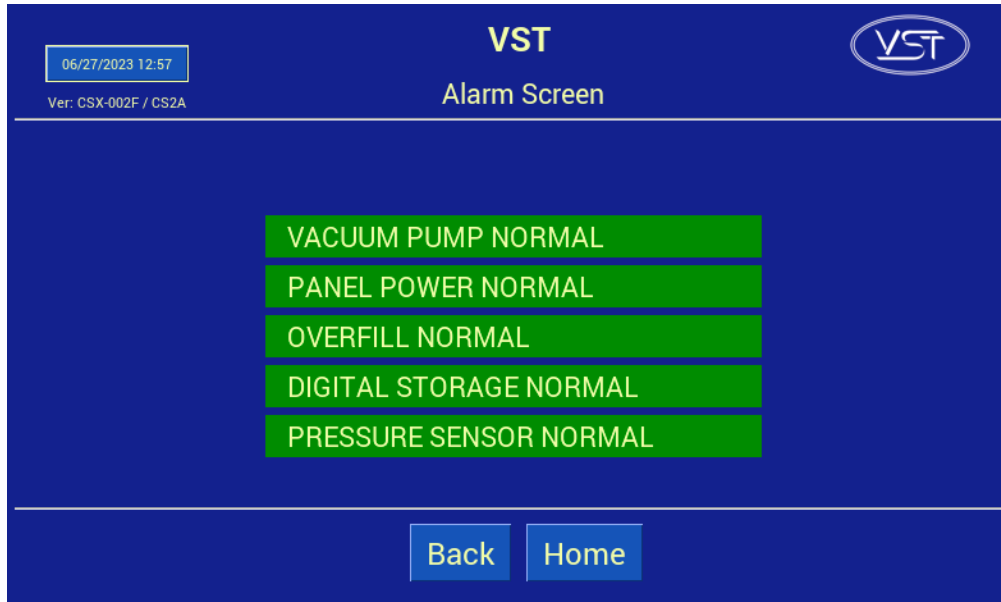 VST
06/27/2023 12:57
VST
Ver: CSX-002F / CS2A
Alarm Screen
VACUUM PUMP NORMAL
PANEL POWER NORMAL
OVERFILL NORMAL
DIGITAL STORAGE NORMAL
PRESSURE SENSOR NORMAL
Back
Home